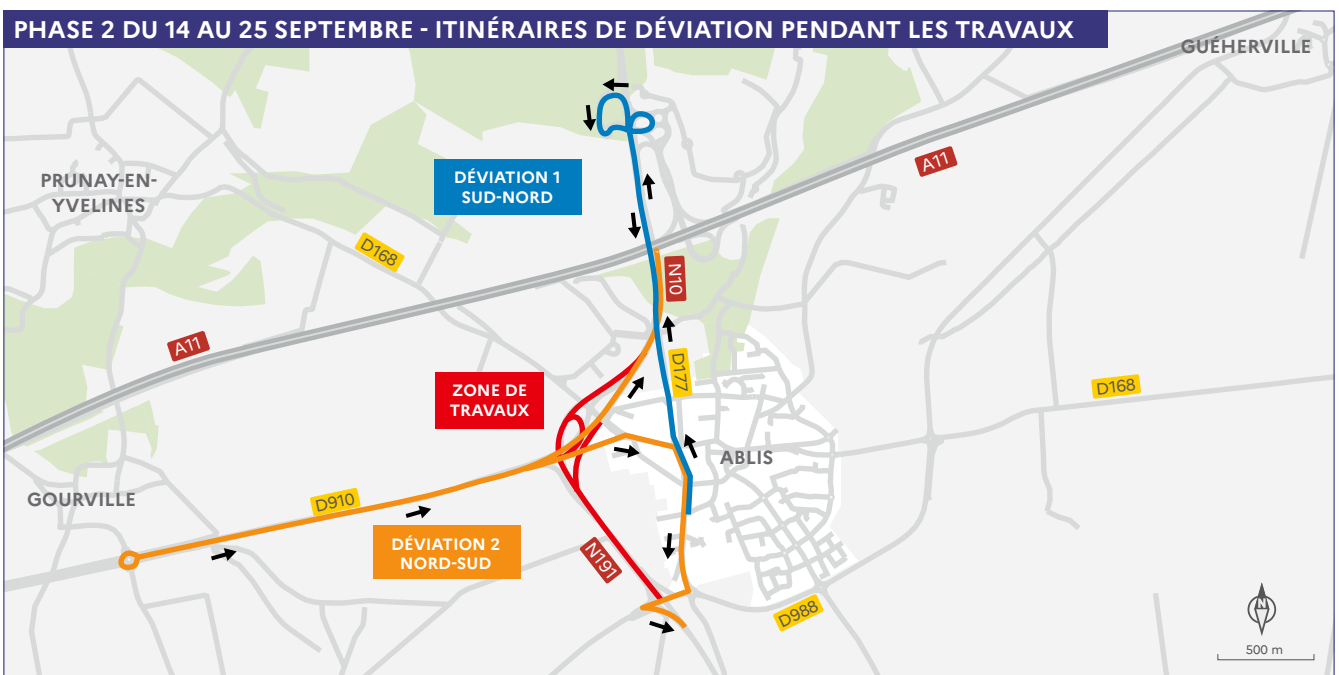 PHASE 2 DU 14 AU 25 SEPTEMBRE - ITINÉRAIRES DE DÉVIATION PENDANT LES TRAVAUX
GUÉHERVILLE
A11
DÉVIATION 1
SUD-NORD
PRUNAY-EN-
YVELINES
D168
N10
A11
D177
D168
ZONE DE
TRAVAUX
ABLIS
GOURVILLE
D910
DÉVIATION 2
NORD-SUD
N191
D988
N
500 m